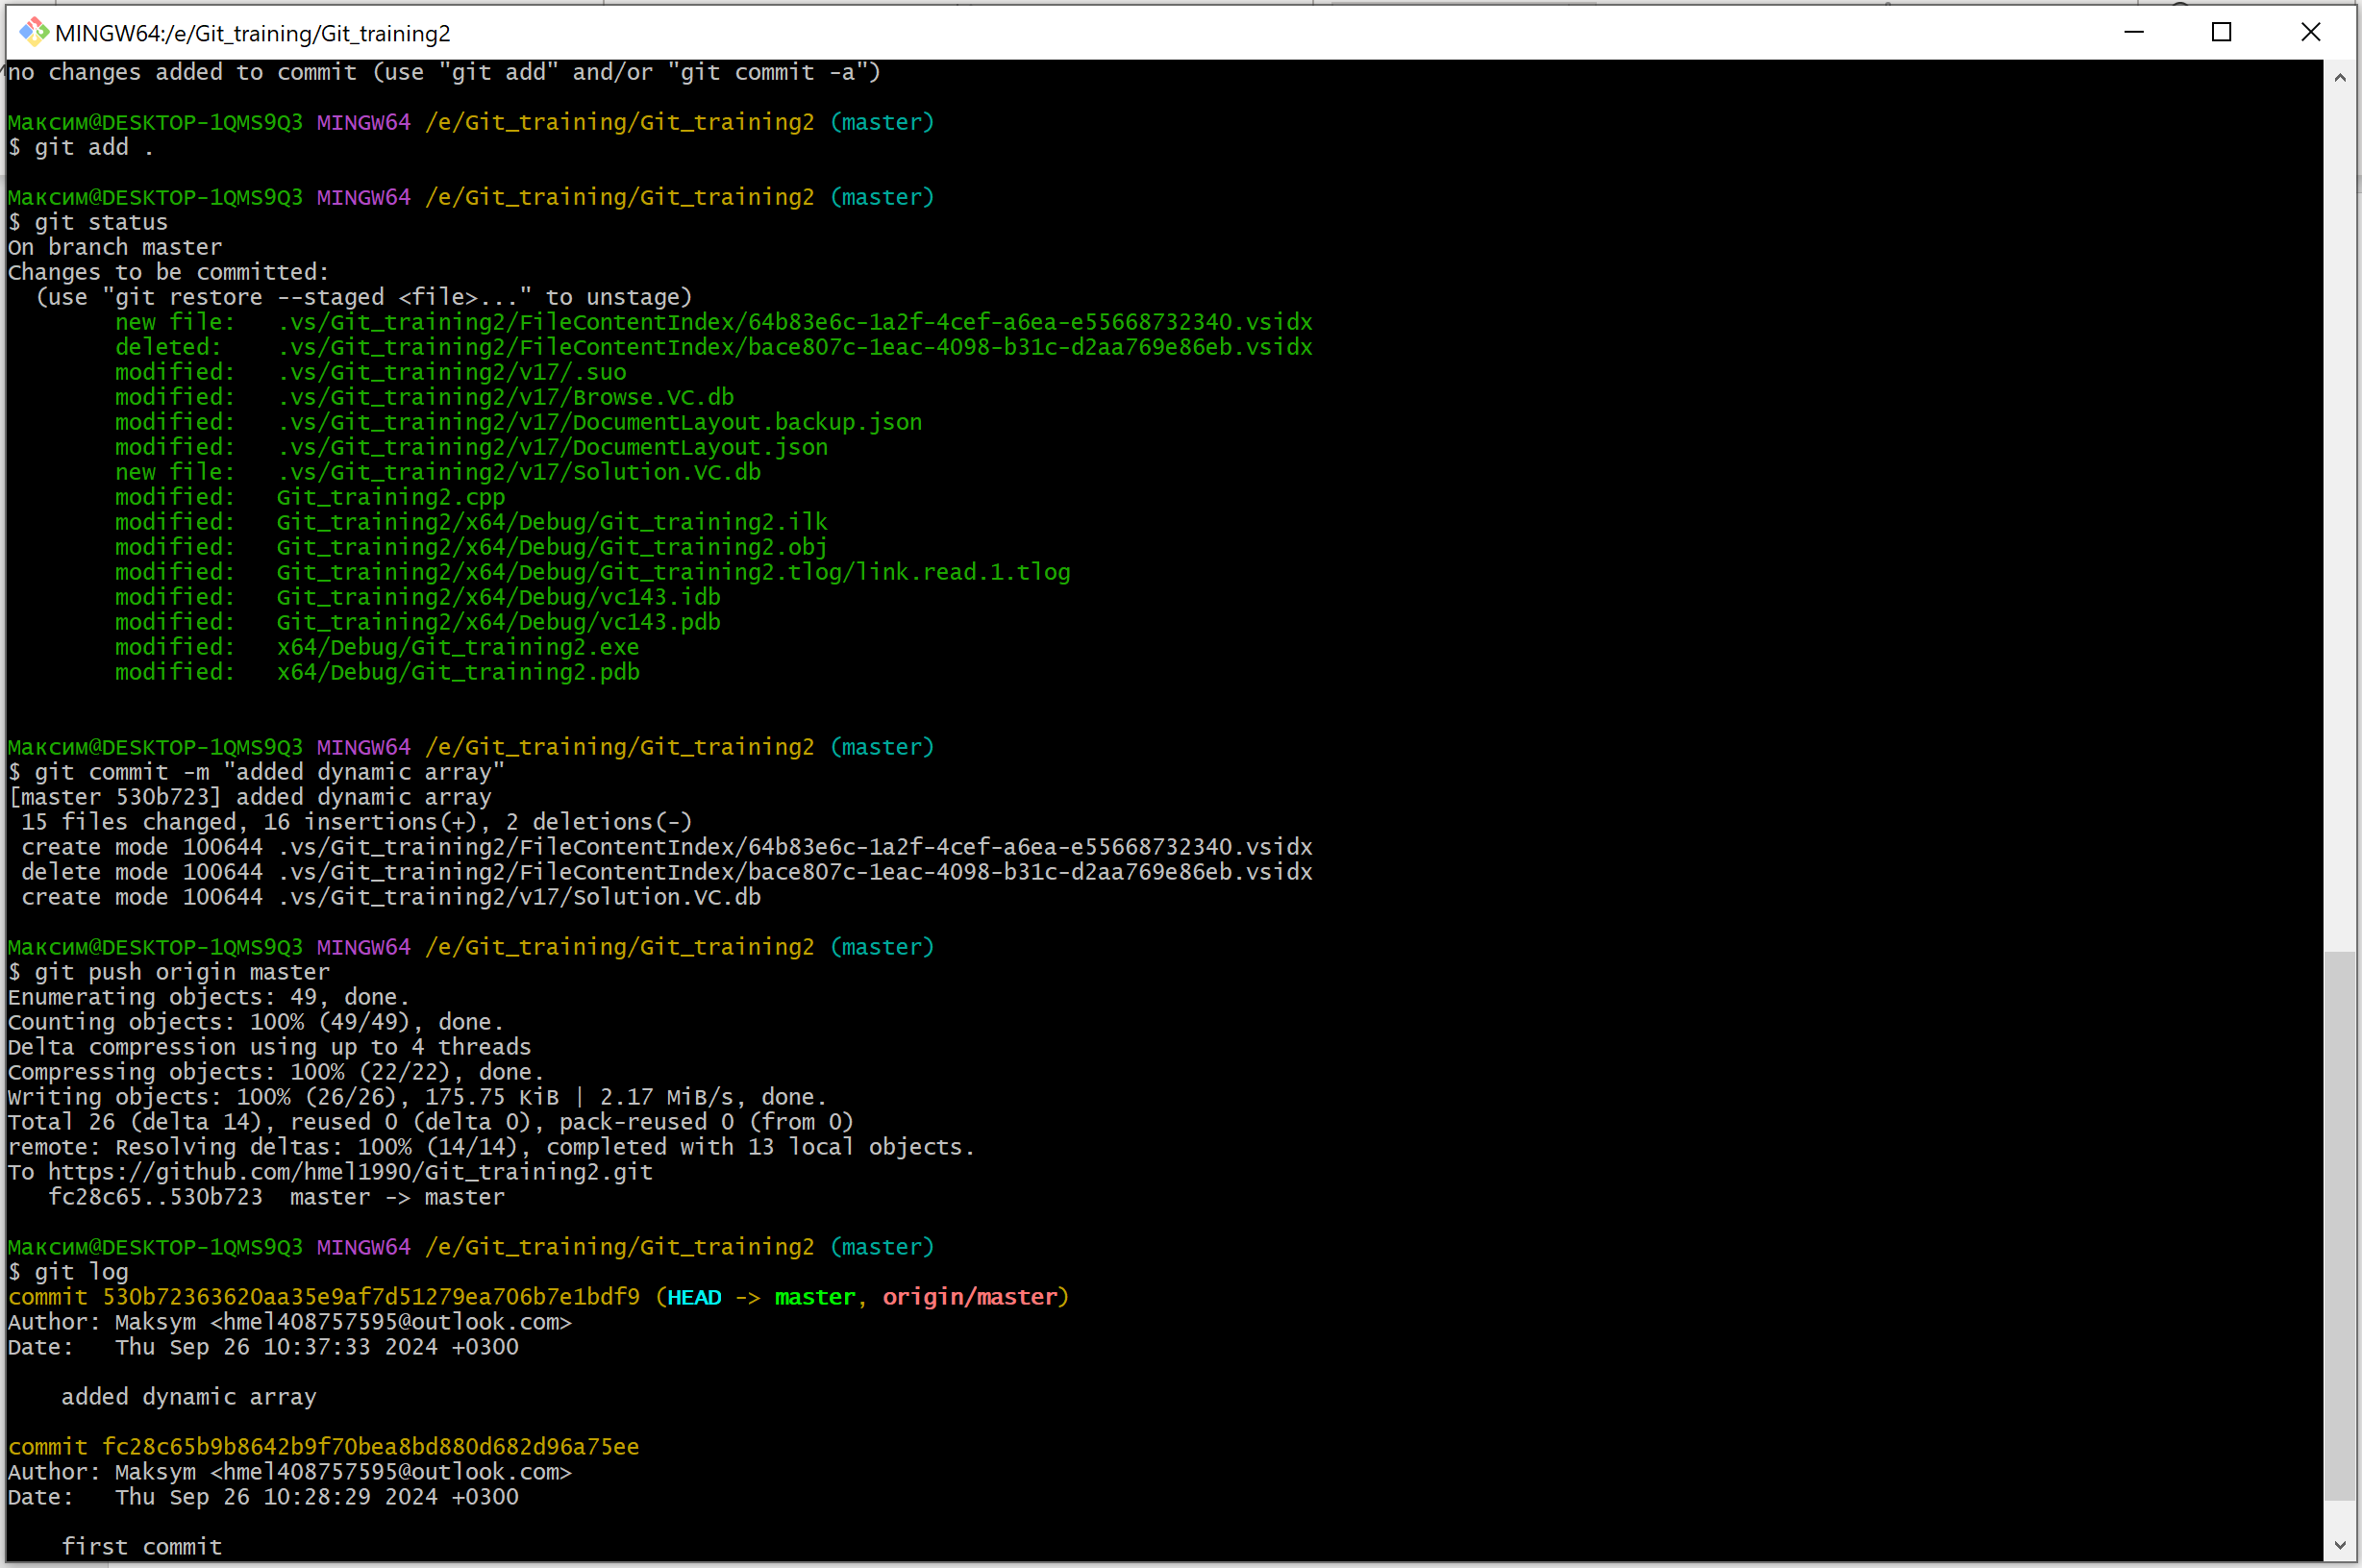 MINGW64:/e/Git_training/Git_training2
no changes added to commit (use "git add" and/or "git commit -a")
Максим@DESKTOP-1QMS9Q3 MINGW64 /e/Git_training/Git_training2 (master)
$ git add .
Максим@DESKTOP-1QMS9Q3 MINGW64 /e/Git_training/Git_training2 (master)
$ git status
On branch master
Changes to be committed:
  (use "git restore --staged <file>..." to unstage)
        new file:   .vs/Git_training2/FileContentIndex/64b83e6c-1a2f-4cef-a6ea-e55668732340.vsidx
        deleted:    .vs/Git_training2/FileContentIndex/bace807c-1eac-4098-b31c-d2aa769e86eb.vsidx
        modified:   .vs/Git_training2/v17/.suo
        modified:   .vs/Git_training2/v17/Browse.VC.db
        modified:   .vs/Git_training2/v17/DocumentLayout.backup.json
        modified:   .vs/Git_training2/v17/DocumentLayout.json
        new file:   .vs/Git_training2/v17/Solution.VC.db
        modified:   Git_training2.cpp
        modified:   Git_training2/x64/Debug/Git_training2.ilk
        modified:   Git_training2/x64/Debug/Git_training2.obj
        modified:   Git_training2/x64/Debug/Git_training2.tlog/link.read.1.tlog
        modified:   Git_training2/x64/Debug/vc143.idb
        modified:   Git_training2/x64/Debug/vc143.pdb
        modified:   x64/Debug/Git_training2.exe
        modified:   x64/Debug/Git_training2.pdb
Максим@DESKTOP-1QMS9Q3 MINGW64 /e/Git_training/Git_training2 (master)
$ git commit -m "added dynamic array"
[master 530b723] added dynamic array
 15 files changed, 16 insertions(+), 2 deletions(-)
 create mode 100644 .vs/Git_training2/FileContentIndex/64b83e6c-1a2f-4cef-a6ea-e55668732340.vsidx
 delete mode 100644 .vs/Git_training2/FileContentIndex/bace807c-1eac-4098-b31c-d2aa769e86eb.vsidx
 create mode 100644 .vs/Git_training2/v17/Solution.VC.db
Максим@DESKTOP-1QMS9Q3 MINGW64 /e/Git_training/Git_training2 (master)
$ git push origin master
Enumerating objects: 49, done.
Counting objects: 100% (49/49), done.
Delta compression using up to 4 threads
Compressing objects: 100% (22/22), done.
Writing objects: 100% (26/26), 175.75 KiB | 2.17 MiB/s, done.
Total 26 (delta 14), reused 0 (delta 0), pack-reused 0 (from 0)
remote: Resolving deltas: 100% (14/14), completed with 13 local objects.
To https://github.com/hmel1990/Git_training2.git
   fc28c65..530b723  master -> master
Максим@DESKTOP-1QMS9Q3 MINGW64 /e/Git_training/Git_training2 (master)
$ git log
commit 530b72363620aa35e9af7d51279ea706b7e1bdf9 (HEAD -> master, origin/master)
Author: Maksym <hmel408757595@outlook.com>
Date:   Thu Sep 26 10:37:33 2024 +0300
    added dynamic array
commit fc28c65b9b8642b9f70bea8bd880d682d96a75ee
Author: Maksym <hmel408757595@outlook.com>
Date:   Thu Sep 26 10:28:29 2024 +0300
    first commit